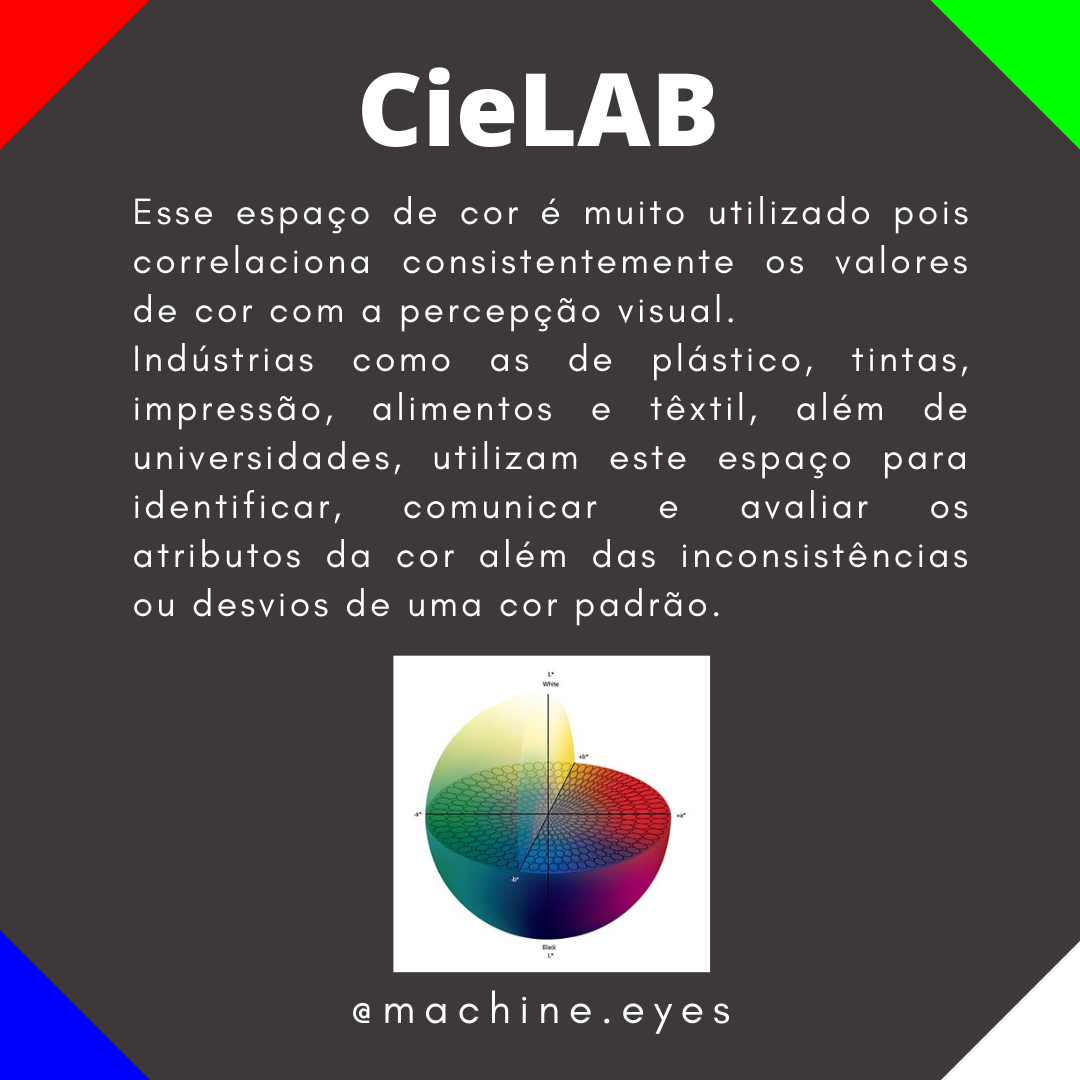 CieLAB
Esse espaço de cor é muito utilizado pois
correlaciona consistentemente os valores
de cor com a percepção visual.
Indústrias como as de plástico, tintas,
impressão, alimentos e têxtil, além de
universidades, utilizam este espaço para
identificar, comunicar e avaliar os
atributos da cor além das inconsistências
ou desvios de uma cor padrão.
L*
White
+b*
-a*
+a*
-b*
Black
L*
@machine.eyes